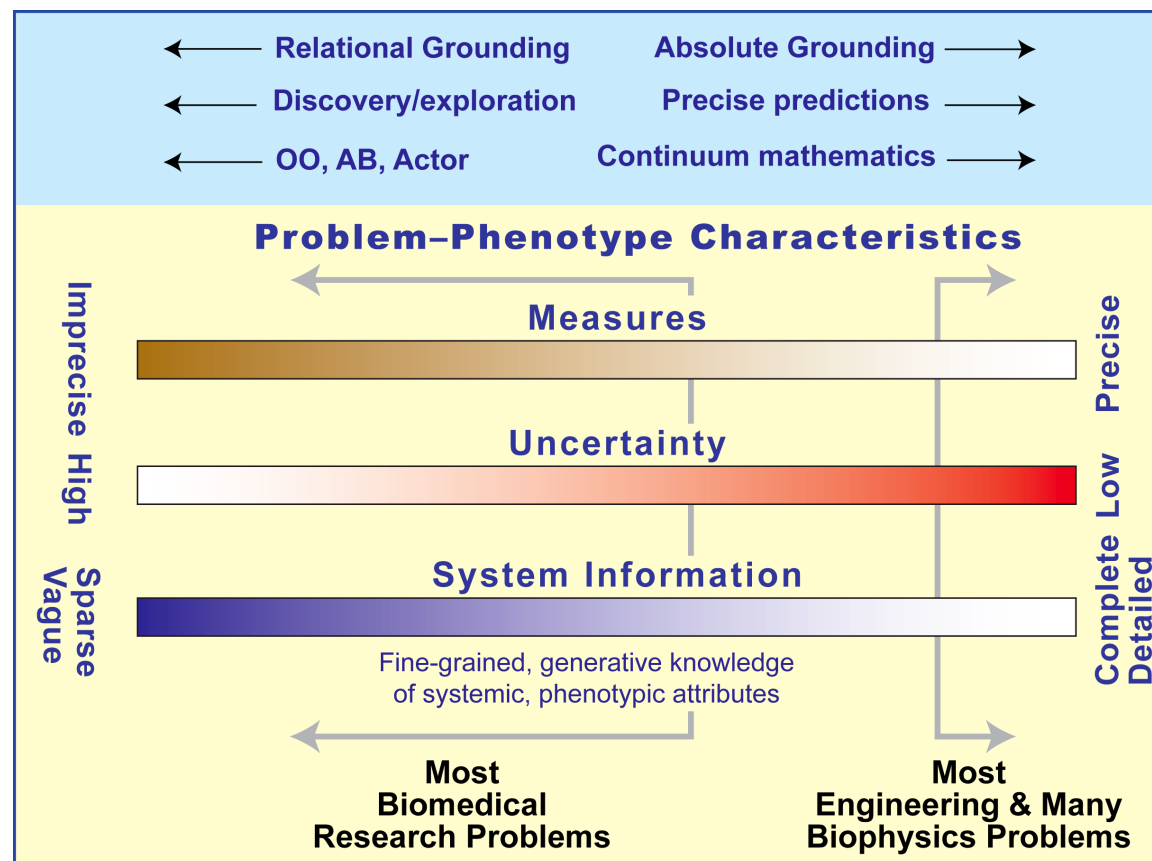 Relational Grounding
Absolute Grounding
Discovery/exploration
Precise predictions
OO, AB, Actor
Continuum mathematics
Problem–Phenotype Characteristics
Imprecise
Measures
Precise
High
Uncertainty
Low
Sparse
Vague
System Information
Complete
Detailed
Fine-grained, generative knowledge
of systemic, phenotypic attributes
Most
Biomedical
Research Problems
Most
Engineering & Many
Biophysics Problems